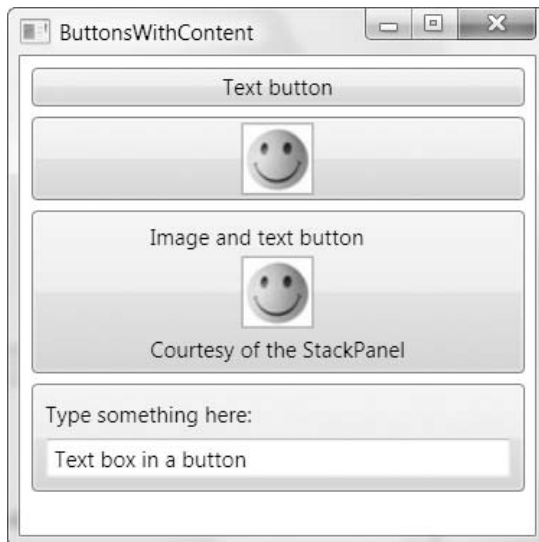 ButtonsWithContent
Text button
Image and text button
Courtesy of the StackPanel
Type something here:
Text box in a button